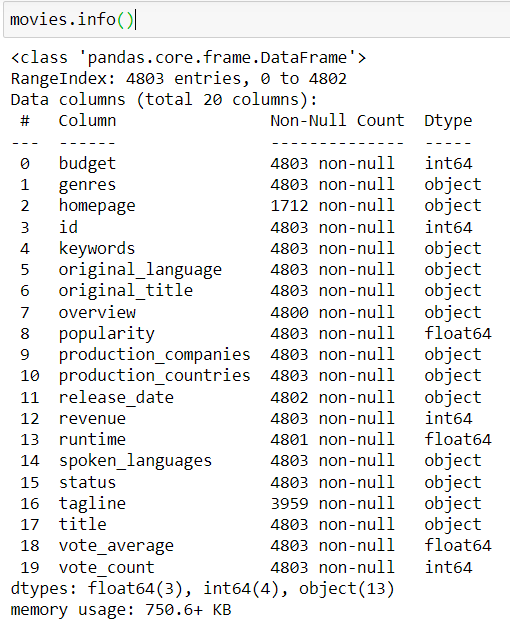 movies.info()
<class 'pandas.core.frame.DataFrame'>
RangeIndex: 4803 entries, 0 to 4802
Data columns (total 20 columns):
 #   Column                Non-Null Count  Dtype
---  ------                --------------  -----
 0   budget                4803 non-null   int64
 1   genres                4803 non-null   object
 2   homepage              1712 non-null   object
 3   id                    4803 non-null   int64
 4   keywords              4803 non-null   object
 5   original_language     4803 non-null   object
 6   original_title        4803 non-null   object
 7   overview              4800 non-null   object
 8   popularity            4803 non-null   float64
 9   production_companies  4803 non-null   object
 10  production_countries  4803 non-null   object
 11  release_date          4802 non-null   object
 12  revenue               4803 non-null   int64
 13  runtime               4801 non-null   float64
 14  spoken_languages      4803 non-null   object
 15  status                4803 non-null   object
 16  tagline               3959 non-null   object
 17  title                 4803 non-null   object
 18  vote_average          4803 non-null   float64
 19  vote_count            4803 non-null   int64
dtypes: float64(3), int64(4), object(13)
memory usage: 750.6+ KB